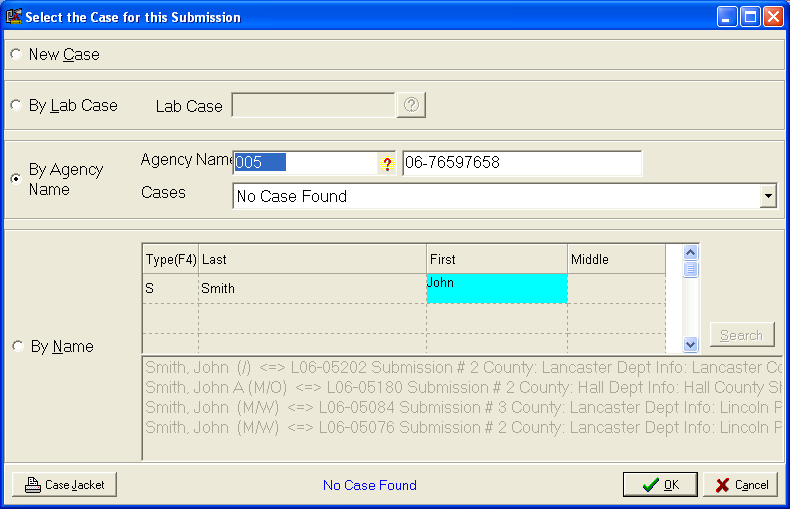 Select the Case for this Submission
New Case
By Lab Case Lab Case ?
By Agency Name Agency Name 005 ? 06-76597658
Cases No Case Found
Type(F4) Last First Middle
S Smith John
By Name
Search
Smith, John (/) <=> L06-05202 Submission # 2 County: Lancaster Dept Info: Lancaster
Smith, John A (M/O) <=> L06-05180 Submission # 2 County: Hall Dept Info: Hall County
Smith, John (M/W) <=> L06-05084 Submission # 3 County: Lancaster Dept Info: Lincoln
Smith, John (M/W) <=> L06-05076 Submission # 2 County: Lancaster Dept Info: Lincoln
Case Jacket No Case Found OK Cancel